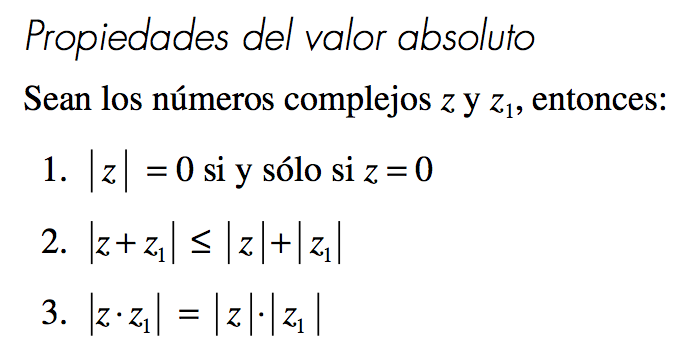 Propiedades del valor absoluto
Sean los números complejos z y z₁, entonces:
1. |z| = 0 si y sólo si z = 0
2. |z + z₁| ≤ |z| + |z₁|
3. |z · z₁| = |z| · |z₁|